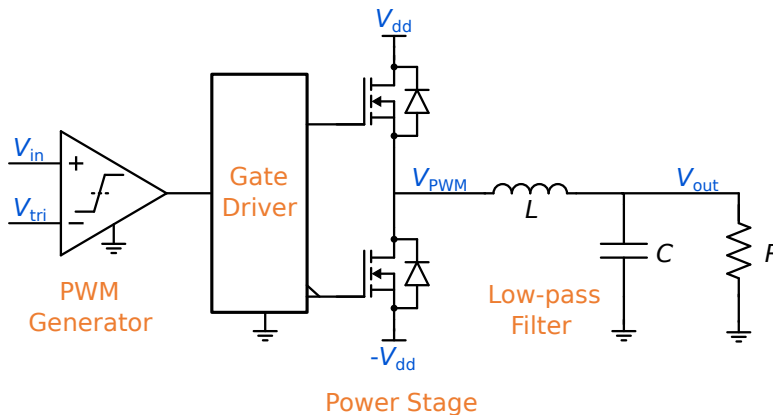 Vdd
Vin
+
Vtri
−
PWM
Generator
Gate
Driver
VPWM
L
Vout
C
R
Low-pass
Filter
-Vdd
Power Stage